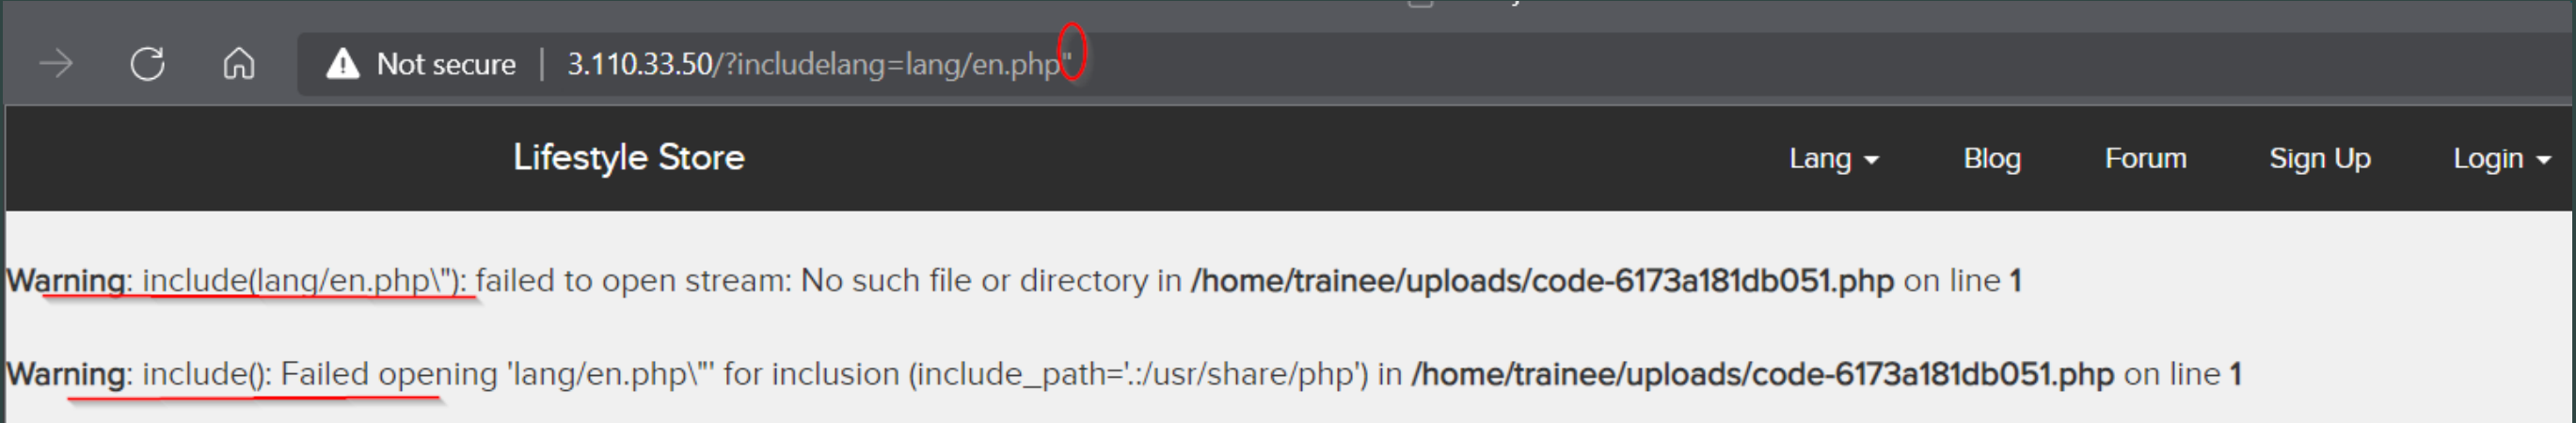 Not secure | 3.110.33.50/?includelang=lang/en.php"
Lifestyle Store Lang Blog Forum Sign Up Login
Warning: include(lang/en.php\"): failed to open stream: No such file or directory in /home/trainee/uploads/code-6173a181db051.php on line 1
Warning: include(): Failed opening 'lang/en.php\"' for inclusion (include_path='.:/usr/share/php') in /home/trainee/uploads/code-6173a181db051.php on line 1